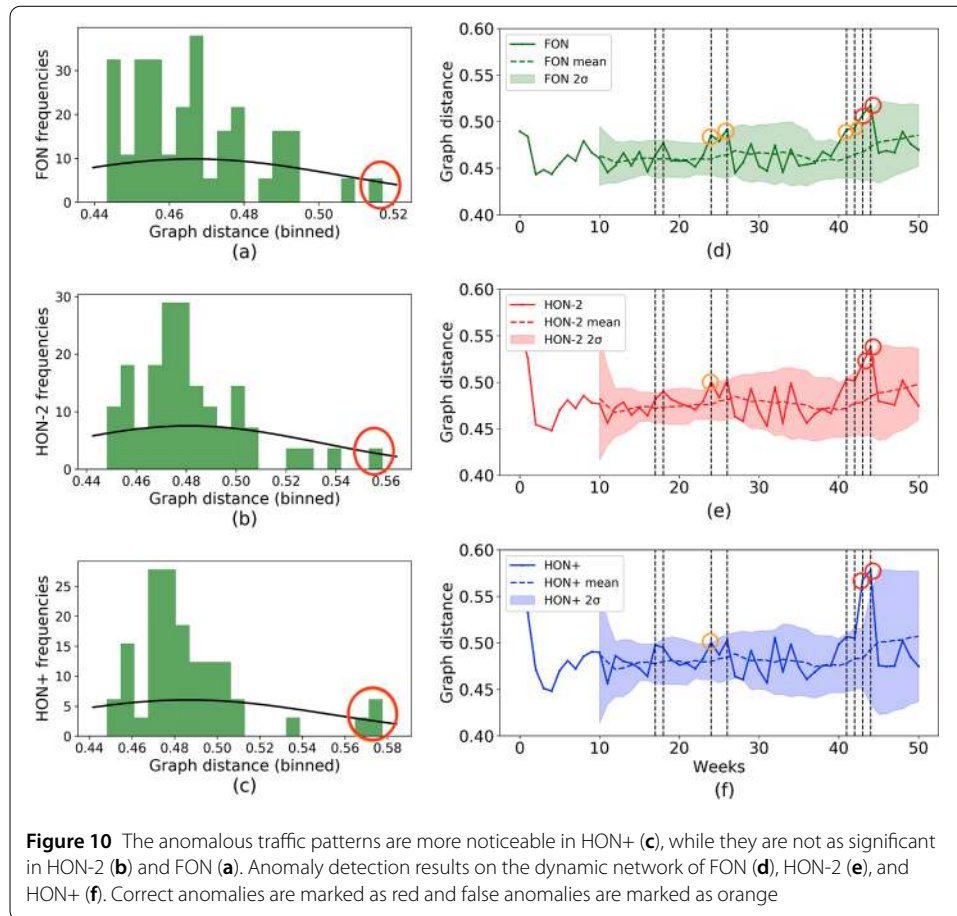 FON frequencies
30
20
10
0
0.44
0.46
0.48
0.50
0.52
Graph distance (binned)
(a)
Graph distance
0.60
0.55
0.50
0.45
0.40
FON
FON mean
FON 2σ
0
10
20
30
40
50
(d)
HON-2 frequencies
30
20
10
0
0.44
0.46
0.48
0.50
0.52
0.54
0.56
Graph distance (binned)
(b)
Graph distance
0.60
0.55
0.50
0.45
0.40
HON-2
HON-2 mean
HON-2 2σ
0
10
20
30
40
50
(e)
HON+ frequencies
25
20
15
10
5
0
0.44
0.46
0.48
0.50
0.52
0.54
0.56
0.58
Graph distance (binned)
(c)
Graph distance
0.60
0.55
0.50
0.45
0.40
HON+
HON+ mean
HON+ 2σ
0
10
20
30
40
50
Weeks
(f)
Figure 10 The anomalous traffic patterns are more noticeable in HON+ (c), while they are not as significant
in HON-2 (b) and FON (a). Anomaly detection results on the dynamic network of FON (d), HON-2 (e), and
HON+ (f). Correct anomalies are marked as red and false anomalies are marked as orange